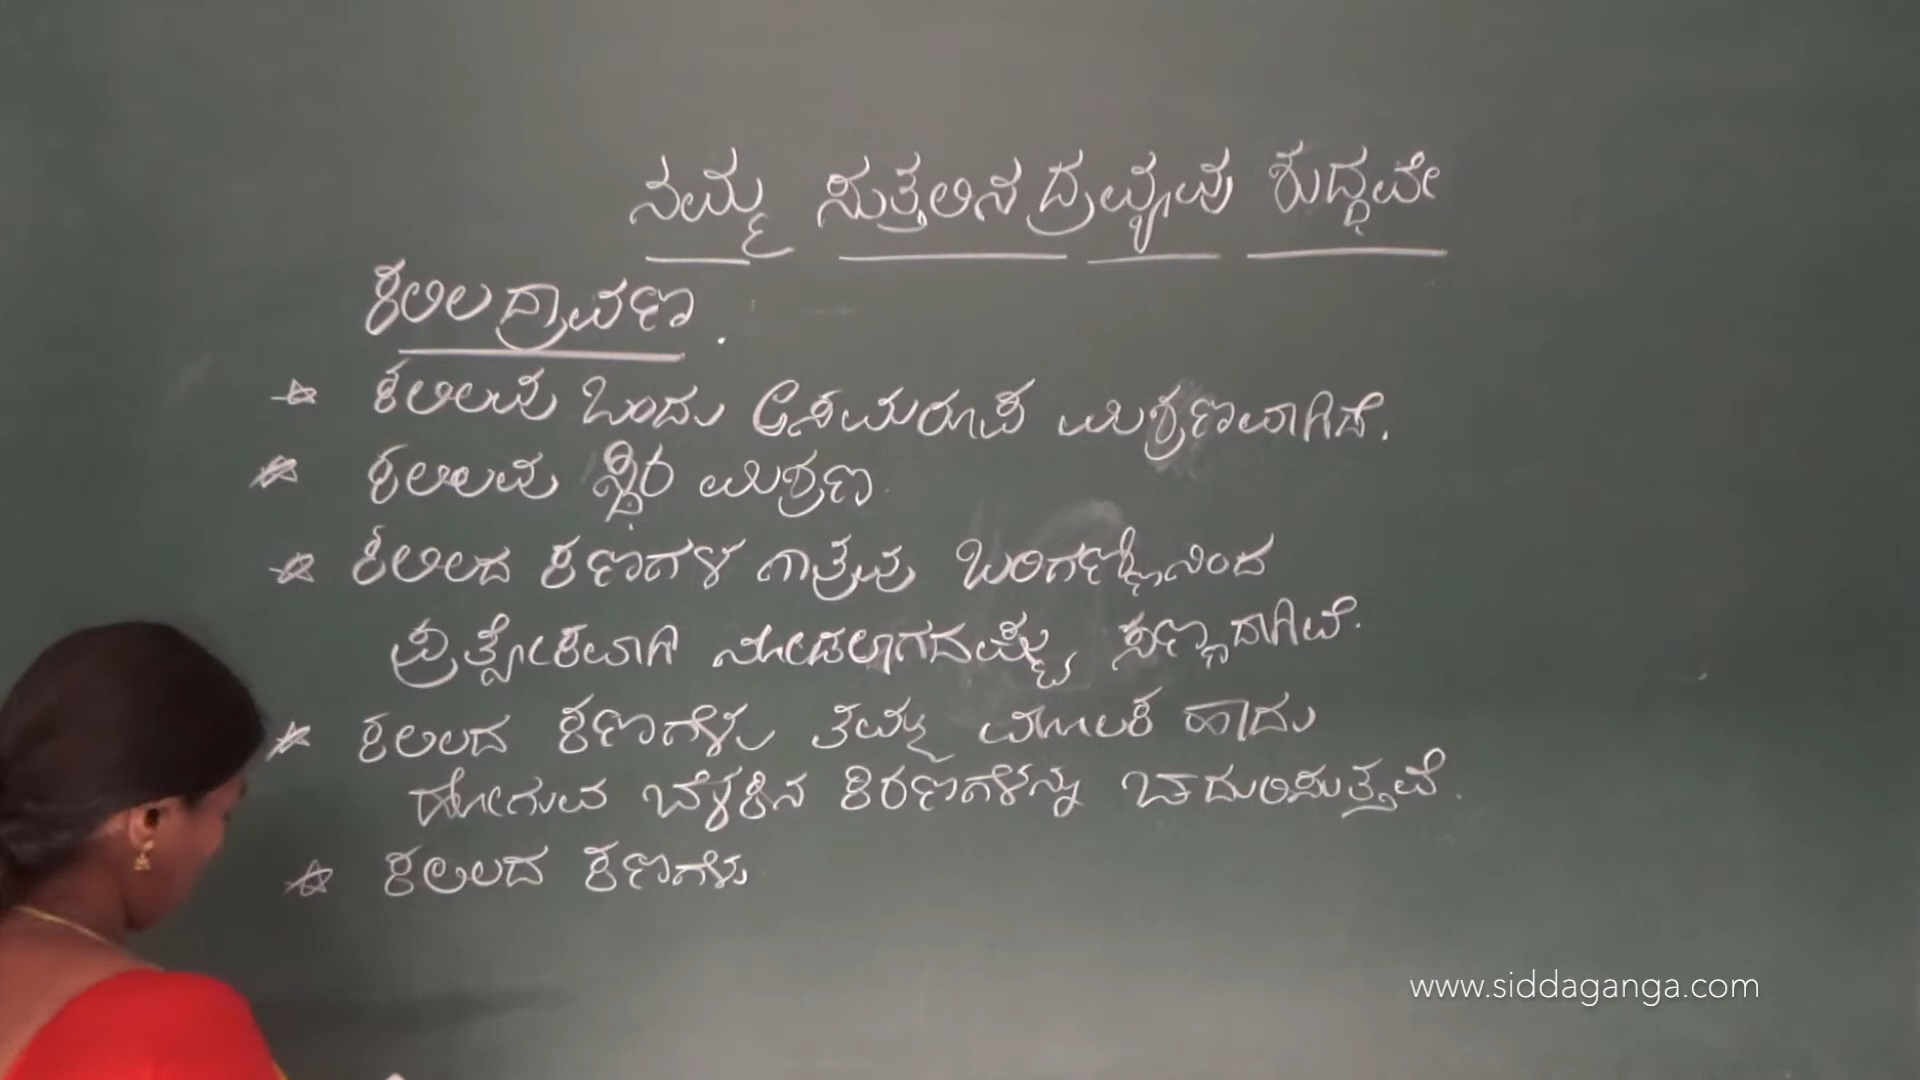 ನಮ್ಮ ಸುತ್ತಲಿನ ದ್ರವ್ಯವು ಶುದ್ಧವೇ
ಕಲಿಲ ದ್ರಾವಣ.
ಕಲಿಲವು ಒಂದು ಅಸಮರೂಪ ಮಿಶ್ರಣವಾಗಿದೆ.
ಕಲಿಲವು ಸ್ಥಿರ ಮಿಶ್ರಣ.
ಕಲಿಲದ ಕಣಗಳ ಗಾತ್ರವು ಬರಿಗಣ್ಣಿನಿಂದ
ಪ್ರತ್ಯೇಕವಾಗಿ ನೋಡಲಾಗದಷ್ಟು ಸಣ್ಣದಾಗಿವೆ.
ಕಲಿಲದ ಕಣಗಳು ತಮ್ಮ ಮೂಲಕ ಹಾದು
ಹೋಗುವ ಬೆಳಕಿನ ಕಿರಣಗಳನ್ನು ಚದುರಿಸುತ್ತವೆ.
ಕಲಿಲದ ಕಣಗಳು
www.siddaganga.com